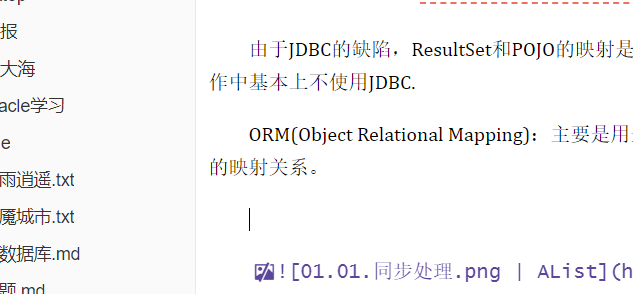 报
大海
acle学习
e
雨逍遥.txt
魔城市.txt
数据库.md
题.md
由于JDBC的缺陷，ResultSet和POJO的映射是
作中基本上不使用JDBC.
ORM(Object Relational Mapping)：主要是用
的映射关系。
![01.01.同步处理.png | AList](h